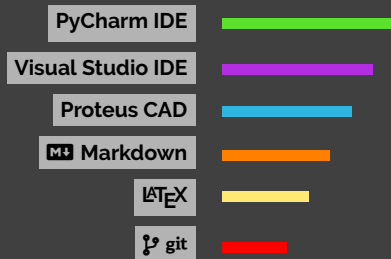 PyCharm IDE
Visual Studio IDE
Proteus CAD
M Markdown
LATEX
git